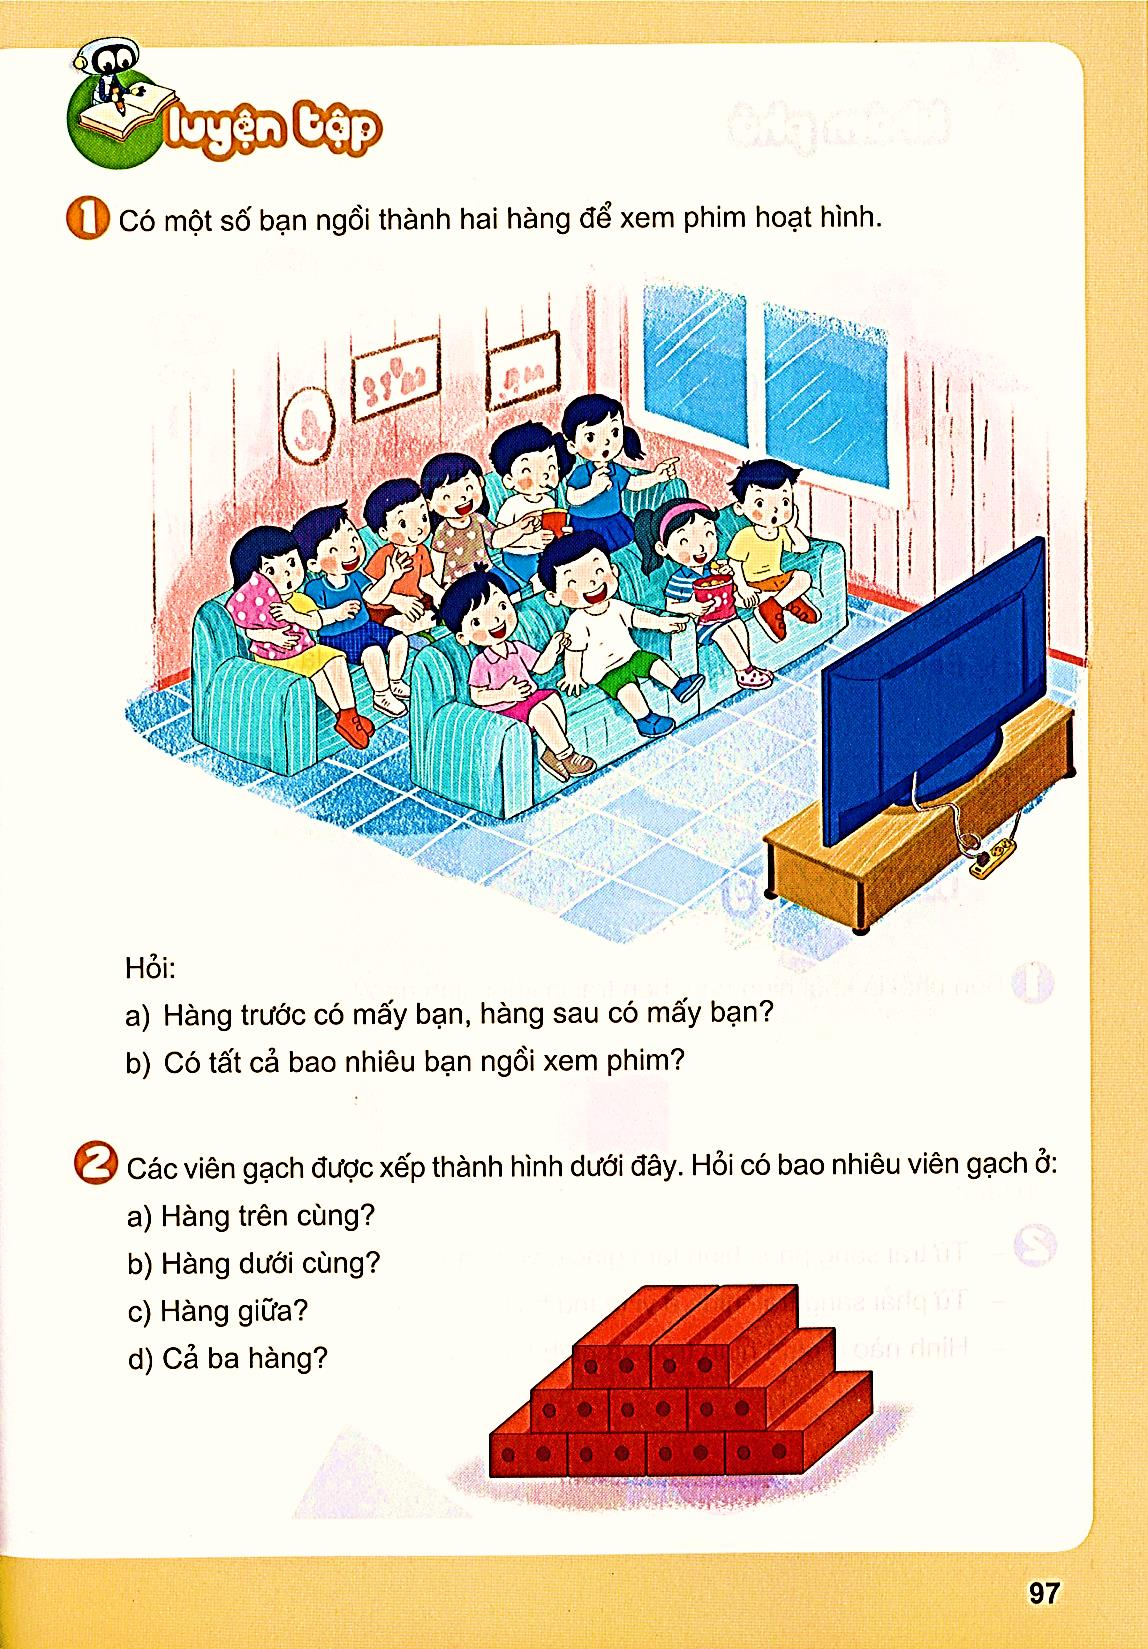 luyện tập
1 Có một số bạn ngồi thành hai hàng để xem phim hoạt hình.
Hỏi:
a) Hàng trước có mấy bạn, hàng sau có mấy bạn?
b) Có tất cả bao nhiêu bạn ngồi xem phim?
2 Các viên gạch được xếp thành hình dưới đây. Hỏi có bao nhiêu viên gạch ở:
a) Hàng trên cùng?
b) Hàng dưới cùng?
c) Hàng giữa?
d) Cả ba hàng?
97